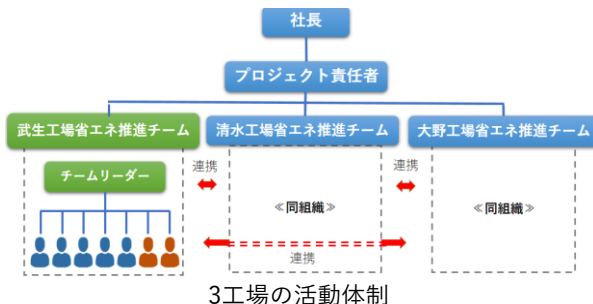 社長
プロジェクト責任者
武生工場省エネ推進チーム
清水工場省エネ推進チーム
大野工場省エネ推進チーム
チームリーダー
連携
連携
≪同組織≫
≪同組織≫
連携
3工場の活動体制